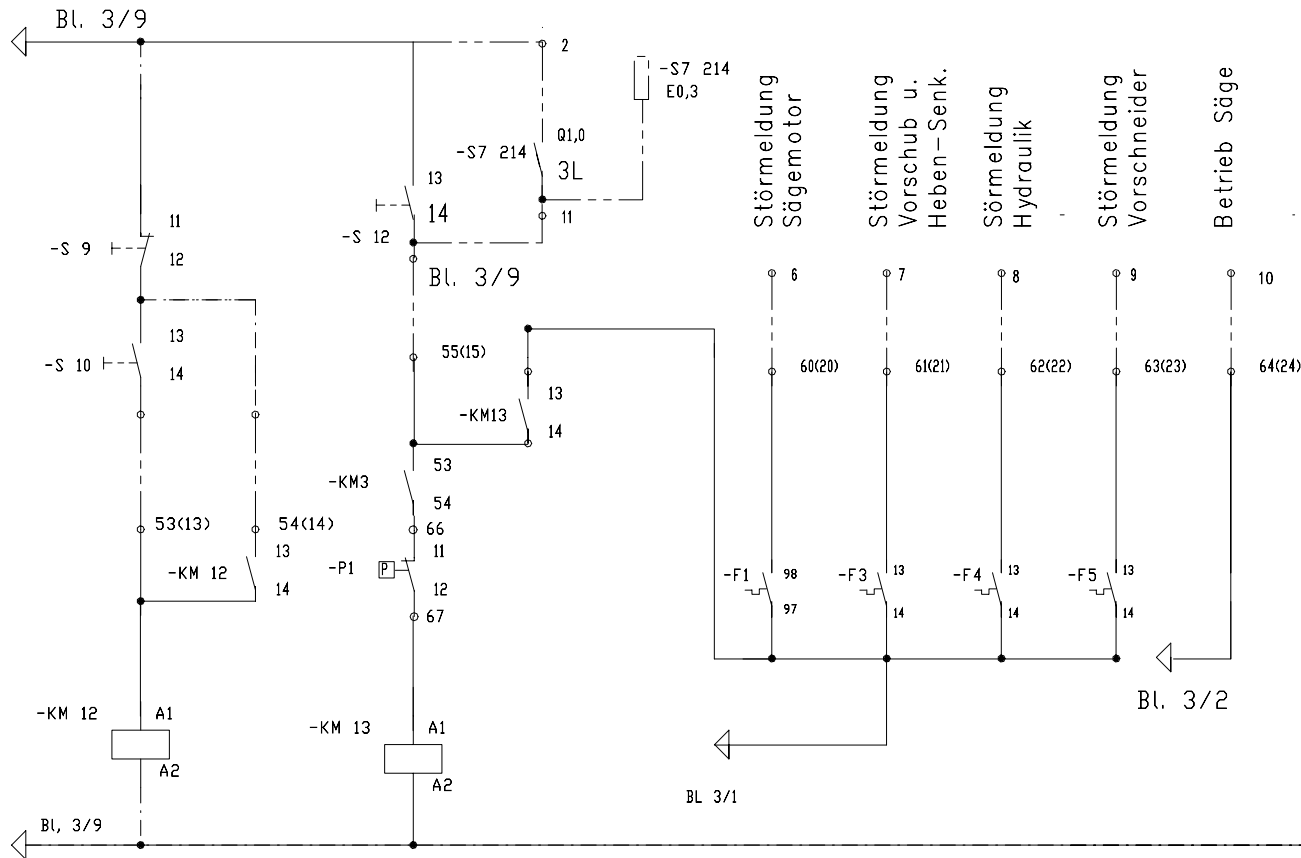 Bl. 3/9
2
-S7 214
E0,3
Q1,0
-S7 214
3L
13
14
-S 12
11
Bl. 3/9
11
-S 9
12
13
-S 10
14
55(15)
13
-KM13
14
53
-KM3
54
66
53(13)
54(14)
13
-KM 12
14
11
-P1
P
12
67
-KM 12
A1
A2
-KM 13
A1
A2
Störmeldung
Sägemotor
Störmeldung
Vorschub u.
Heben-Senk.
Sörmeldung
Hydraulik
Störmeldung
Vorschneider
Betrieb Säge
6
7
8
9
10
60(20)
61(21)
62(22)
63(23)
64(24)
-F1
98
97
-F3
13
14
-F4
13
14
-F5
13
14
Bl. 3/2
BL 3/1
Bl, 3/9